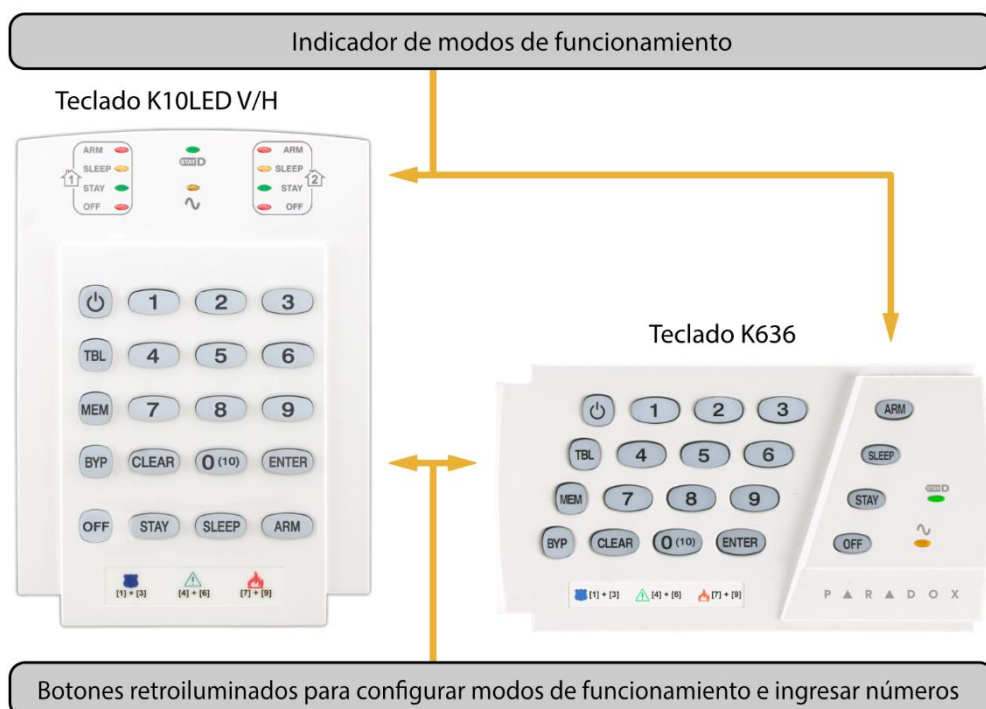 Indicador de modos de funcionamiento
Teclado K10LED V/H
ARM
SLEEP
STAY
OFF
1
STAY D
ARM
SLEEP
STAY
OFF
2
1 2 3
TBL 4 5 6
MEM 7 8 9
BYP CLEAR 0 (10) ENTER
OFF STAY SLEEP ARM
[1] + [3] [4] + [6] [7] + [9]
Teclado K636
1 2 3
TBL 4 5 6
MEM 7 8 9
BYP CLEAR 0 (10) ENTER
[1] + [3] [4] + [6] [7] + [9]
ARM
SLEEP
STAY
OFF
STAY D
PARADOX
Botones retroiluminados para configurar modos de funcionamiento e ingresar números